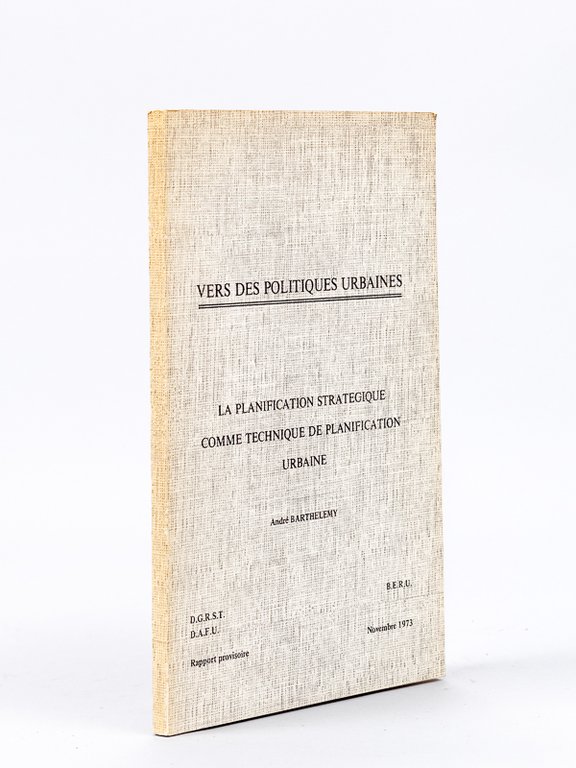 VERS DES POLITIQUES URBAINES
LA PLANIFICATION STRATEGIQUE
COMME TECHNIQUE DE PLANIFICATION
URBAINE
André BARTHELEMY
B.E.R.U.
D.G.R.S.T.
D.A.F.U.
Novembre 1973
Rapport provisoire